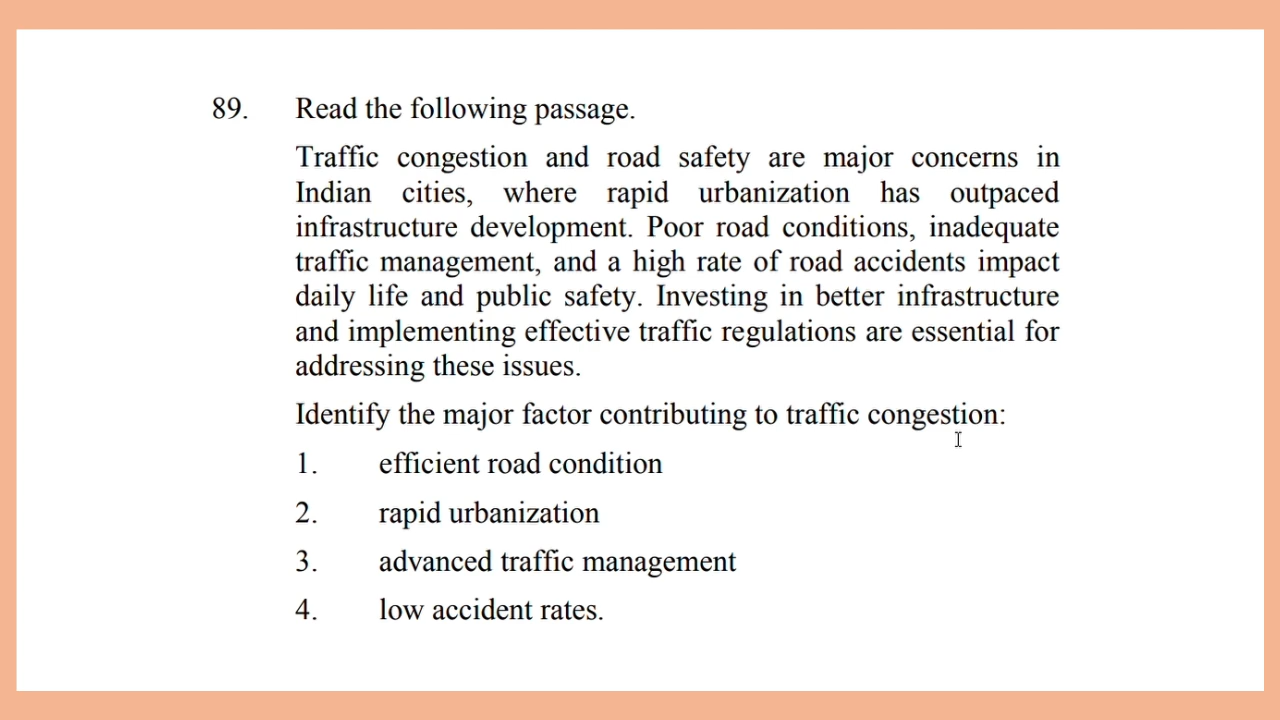 89. Read the following passage.
Traffic congestion and road safety are major concerns in
Indian cities, where rapid urbanization has outpaced
infrastructure development. Poor road conditions, inadequate
traffic management, and a high rate of road accidents impact
daily life and public safety. Investing in better infrastructure
and implementing effective traffic regulations are essential for
addressing these issues.
Identify the major factor contributing to traffic congestion:
1. efficient road condition
2. rapid urbanization
3. advanced traffic management
4. low accident rates.